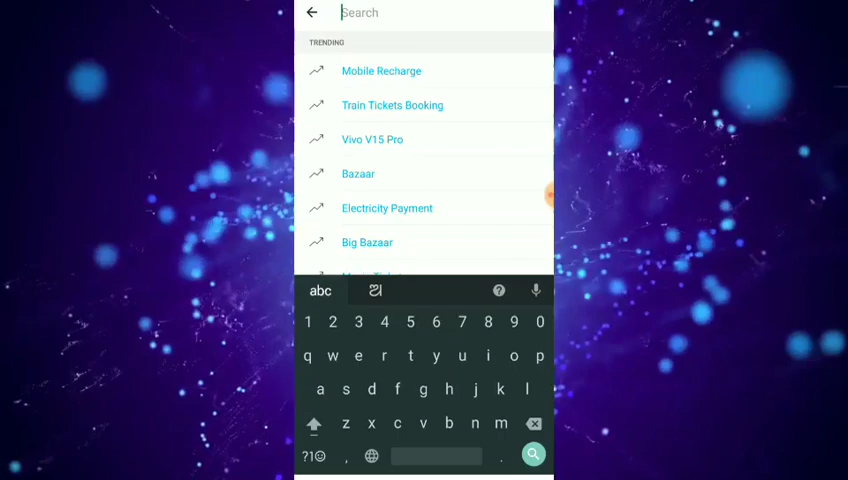 Search
TRENDING
Mobile Recharge
Train Tickets Booking
Vivo V15 Pro
Bazaar
Electricity Payment
Big Bazaar
abc ଅ ?
1 2 3 4 5 6 7 8 9 0
q w e r t y u i o p
a s d f g h j k l
z x c v b n m
?1☺ , .